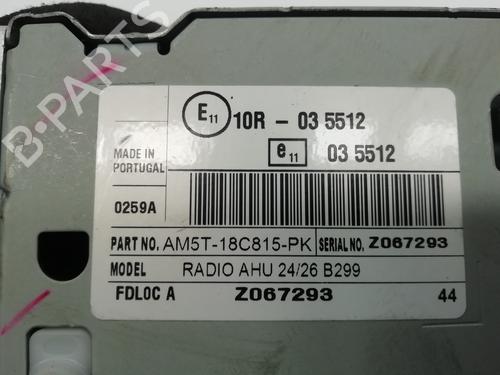 B-PARTS
E11 10R - 03 5512
e11 03 5512
MADE IN
PORTUGAL
0259A
PART NO. AM5T-18C815-PK SERIAL NO. Z067293
MODEL RADIO AHU 24/26 B299
FDL0C A Z067293 44